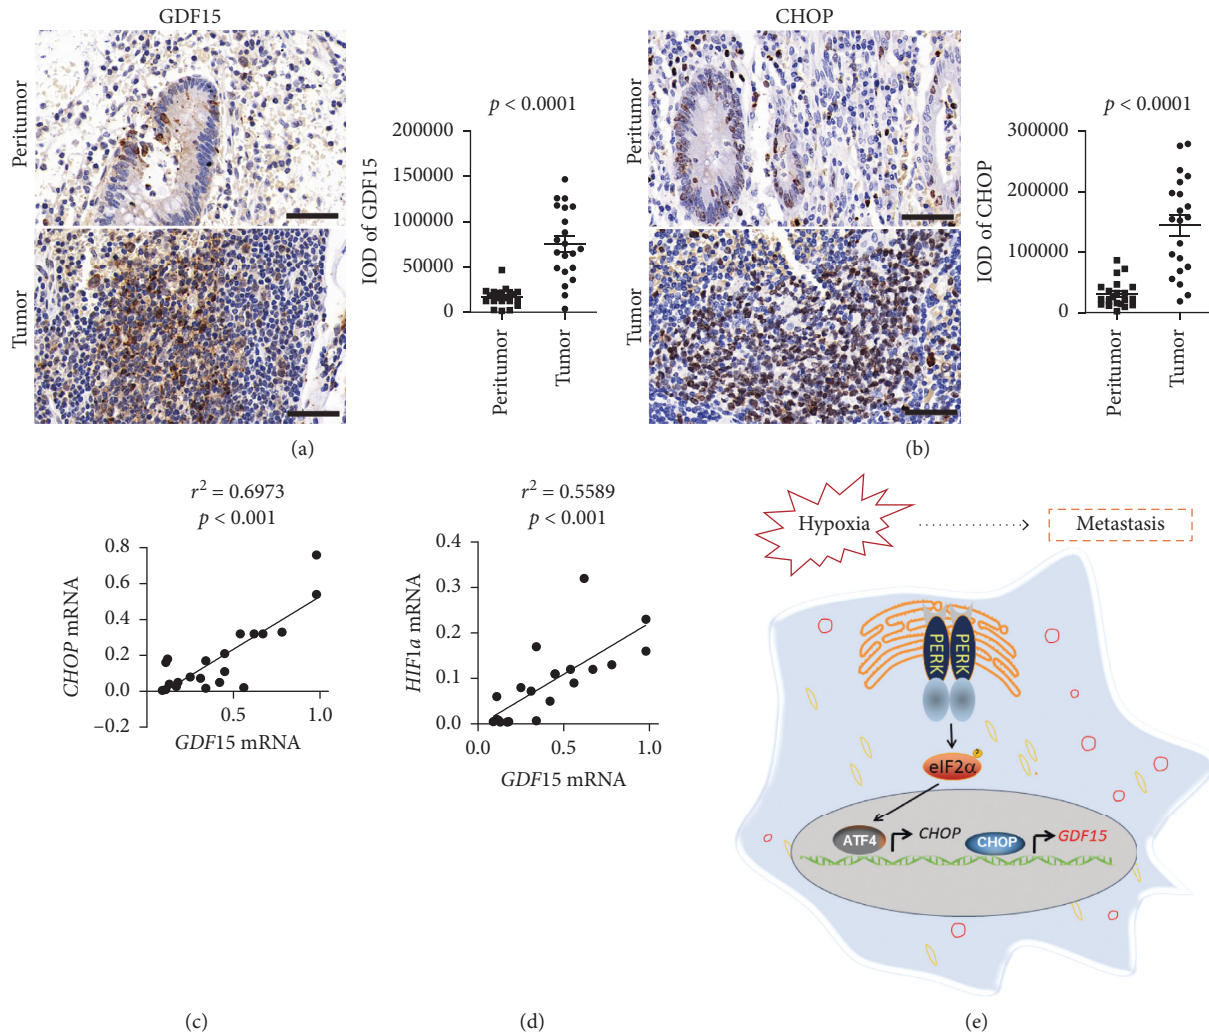 GDF15
Peritumor
Tumor
p < 0.0001
IOD of GDF15
200000
150000
100000
50000
0
Peritumor
Tumor
(a)
CHOP
Peritumor
Tumor
p < 0.0001
IOD of CHOP
300000
200000
100000
0
Peritumor
Tumor
(b)
r² = 0.6973
p < 0.001
CHOP mRNA
0.8
0.6
0.4
0.2
0.0
−0.2
0.5
1.0
GDF15 mRNA
(c)
r² = 0.5589
p < 0.001
HIF1a mRNA
0.4
0.3
0.2
0.1
0.0
0.0
0.5
1.0
GDF15 mRNA
(d)
Hypoxia
Metastasis
PERK
PERK
eIF2α
ATF4
CHOP
CHOP
GDF15
(e)